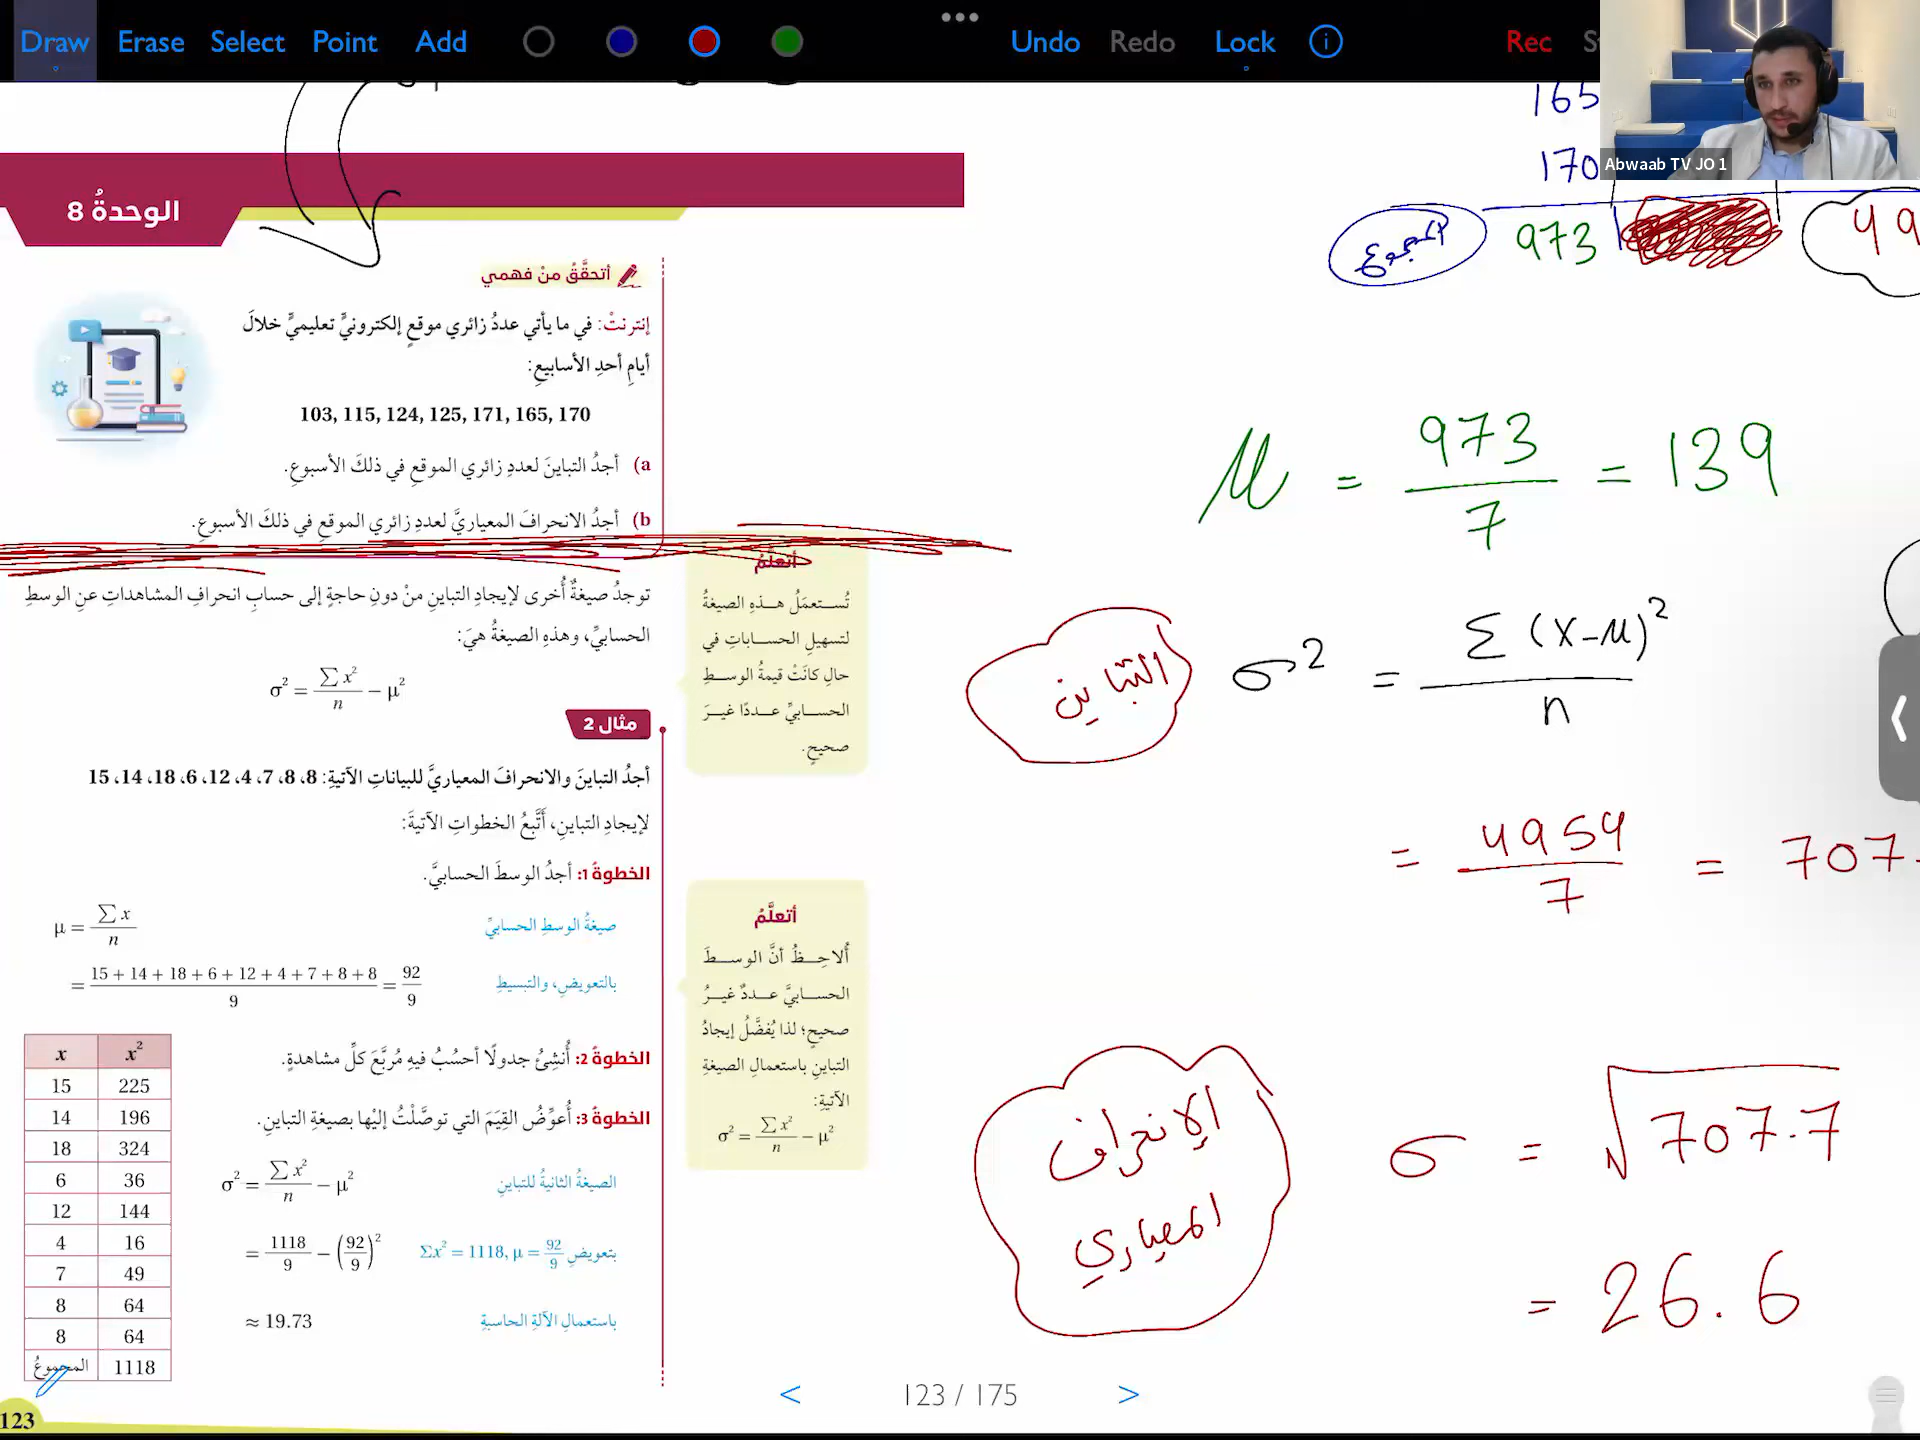 Draw Erase Select Point Add Undo Redo Lock Rec
Abwaab TV JO 1
الوحدةُ 8
أتحقَّقُ منْ فهمي
إنترنتْ: في ما يأتي عددُ زائري موقعٍ إلكترونيٍّ تعليميٍّ خلالَ
أيامِ أحدِ الأسابيعِ:
103, 115, 124, 125, 171, 165, 170
a) أجدُ التباينَ لعددِ زائري الموقعِ في ذلكَ الأسبوعِ.
b) أجدُ الانحرافَ المعياريَّ لعددِ زائري الموقعِ في ذلكَ الأسبوعِ.
توجدُ صيغةٌ أُخرى لإيجادِ التباينِ منْ دونِ حاجةٍ إلى حسابِ انحرافِ المشاهداتِ عنِ الوسطِ
الحسابيِّ، وهذهِ الصيغةُ هيَ:
σ² = ∑x²/n − μ²
مثال 2
أجدُ التباينَ والانحرافَ المعياريَّ للبياناتِ الآتيةِ: 15، 14، 18، 6، 12، 4، 7، 8، 8
لإيجادِ التباينِ، أَتَّبعُ الخطواتِ الآتيةَ:
الخطوةُ 1: أجدُ الوسطَ الحسابيَّ.
μ = ∑x/n صيغةُ الوسطِ الحسابيِّ
= 15 + 14 + 18 + 6 + 12 + 4 + 7 + 8 + 8 / 9 = 92/9 بالتعويضِ، والتبسيطِ
الخطوةُ 2: أُنشِئُ جدولًا أحسُبُ فيهِ مُربَّعَ كلِّ مشاهدةٍ.
الخطوةُ 3: أُعوِّضُ القِيَمَ التي توصَّلْتُ إليْها بصيغةِ التباينِ.
σ² = ∑x²/n − μ² الصيغةُ الثانيةُ للتباينِ
= 1118/9 − (92/9)² بتعويضِ Σx² = 1118, μ = 92/9
≈ 19.73 باستعمالِ الآلةِ الحاسبةِ
x x²
15 225
14 196
18 324
6 36
12 144
4 16
7 49
8 64
8 64
المجموعُ 1118
123
أتعلَّمُ
تُستعمَلُ هذهِ الصيغةُ
لتسهيلِ الحساباتِ في
حالِ كانَتْ قيمةُ الوسطِ
الحسابيِّ عددًا غيرَ
صحيحٍ.
أتعلَّمُ
أُلاحِظُ أنَّ الوسطَ
الحسابيَّ عددٌ غيرُ
صحيحٍ؛ لذا يُفضَّلُ إيجادُ
التباينِ باستعمالِ الصيغةِ
الآتيةِ:
σ² = ∑x²/n − μ²
165
170
المجموع 973
μ = 973/7 = 139
التباين σ² = Σ(x-μ)²/n
= 4954/7 = 707.
الإنحراف
المعياري
σ = √707.7
= 26.6
< 123 / 175 >